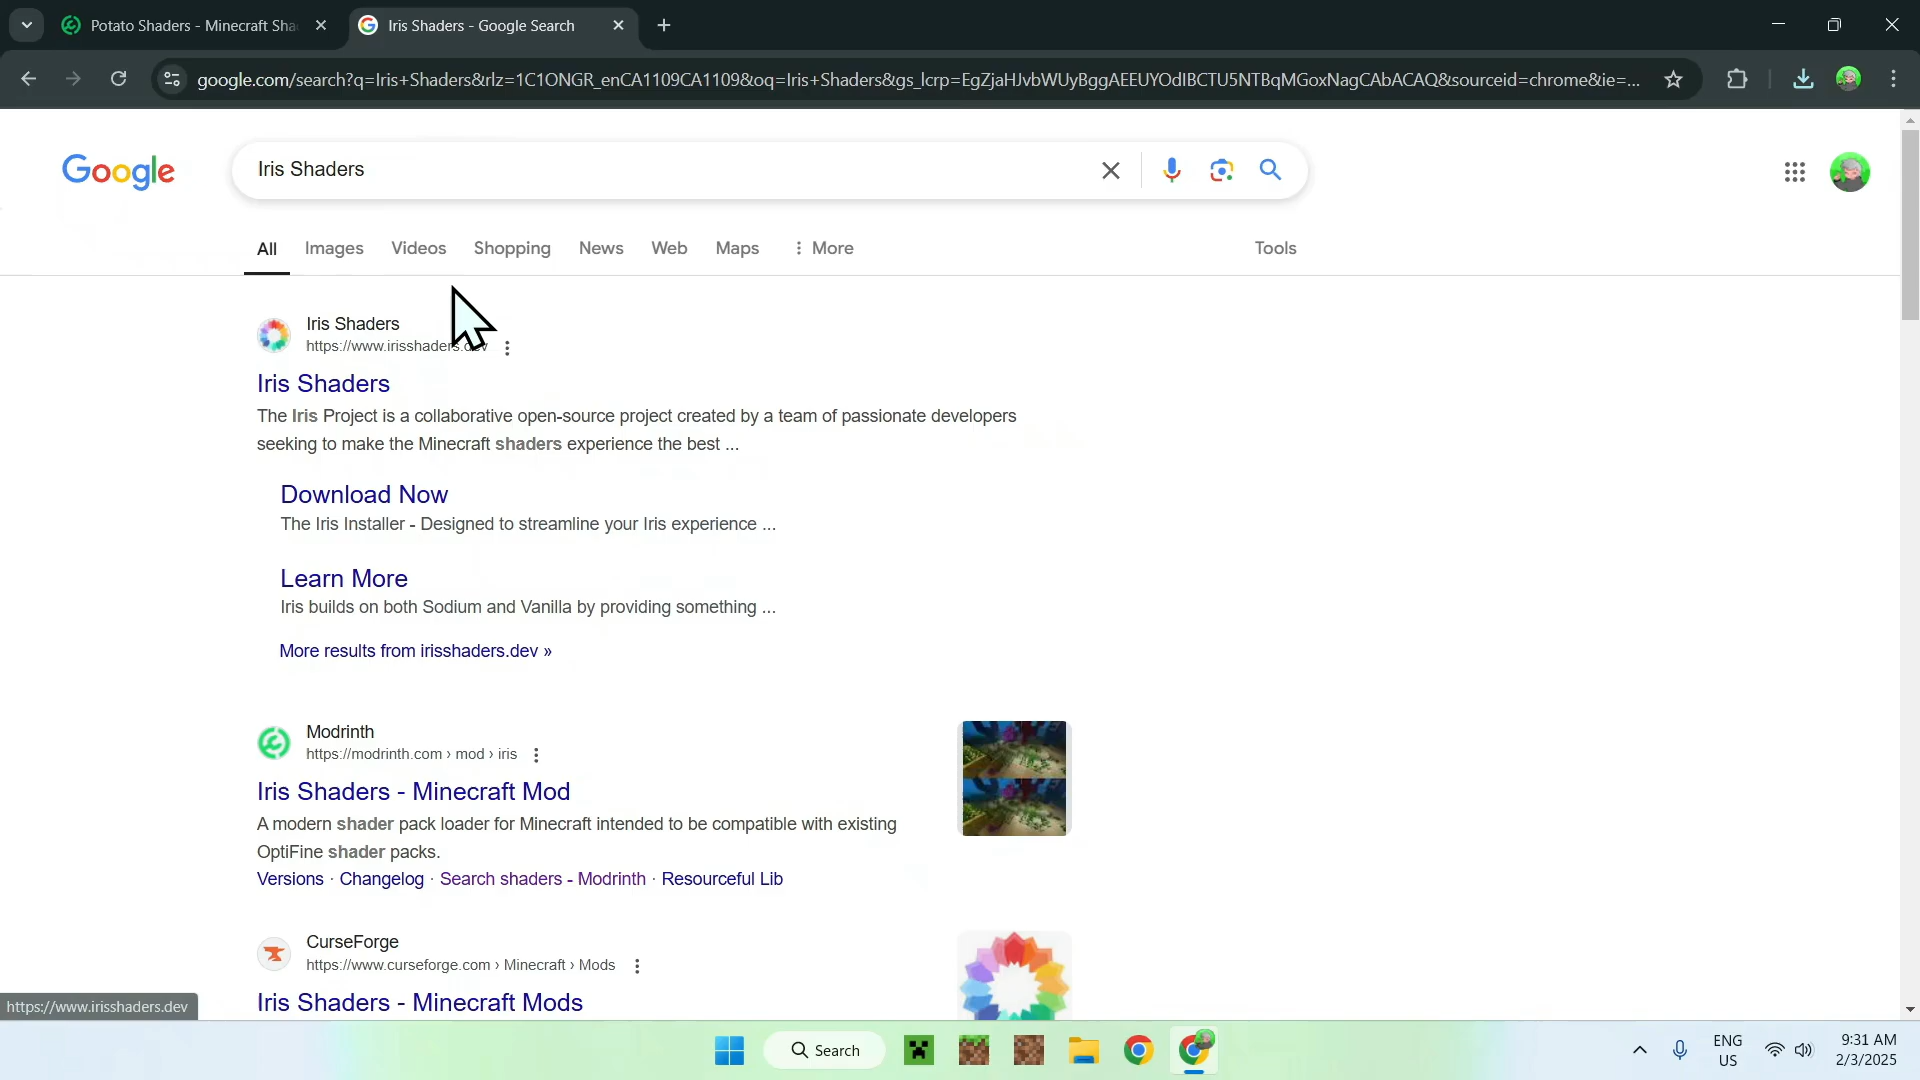 Potato Shaders - Minecraft Sha
Iris Shaders - Google Search
google.com/search?q=Iris+Shaders&rlz=1C1ONGR_enCA1109CA1109&oq=Iris+Shaders&gs_lcrp=EgZjaHJvbWUyBggAEEUYOdIBCTU5NTBqMGoxNagCAbACAQ&sourceid=chrome&ie=...
Google
Iris Shaders
All Images Videos Shopping News Web Maps More Tools
Iris Shaders
https://www.irisshaders.dev
Iris Shaders
The Iris Project is a collaborative open-source project created by a team of passionate developers
seeking to make the Minecraft shaders experience the best ...
Download Now
The Iris Installer - Designed to streamline your Iris experience ...
Learn More
Iris builds on both Sodium and Vanilla by providing something ...
More results from irisshaders.dev »
Modrinth
https://modrinth.com › mod › iris
Iris Shaders - Minecraft Mod
A modern shader pack loader for Minecraft intended to be compatible with existing
OptiFine shader packs.
Versions · Changelog · Search shaders - Modrinth · Resourceful Lib
CurseForge
https://www.curseforge.com › Minecraft › Mods
Iris Shaders - Minecraft Mods
https://www.irisshaders.dev
Search
ENG
US
9:31 AM
2/3/2025